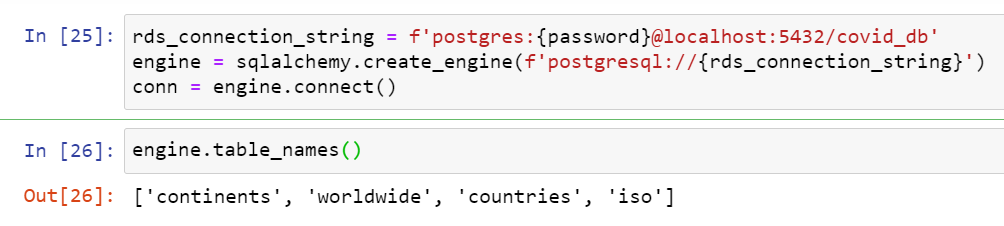 In [25]: rds_connection_string = f'postgres:{password}@localhost:5432/covid_db'
engine = sqlalchemy.create_engine(f'postgresql://{rds_connection_string}')
conn = engine.connect()
In [26]: engine.table_names()
Out[26]: ['continents', 'worldwide', 'countries', 'iso']